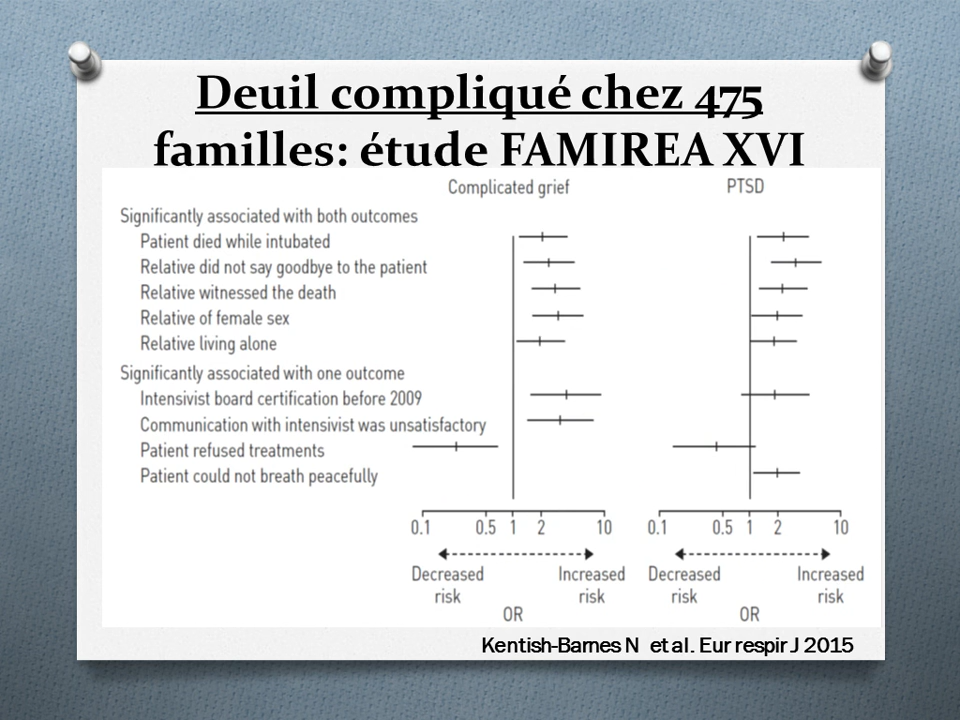 Deuil compliqué chez 475
familles: étude FAMIREA XVI
Complicated grief PTSD
Significantly associated with both outcomes
Patient died while intubated
Relative did not say goodbye to the patient
Relative witnessed the death
Relative of female sex
Relative living alone
Significantly associated with one outcome
Intensivist board certification before 2009
Communication with intensivist was unsatisfactory
Patient refused treatments
Patient could not breath peacefully
0.1 0.5 1 2 10 0.1 0.5 1 2 10
Decreased Increased Decreased Increased
risk risk risk risk
OR OR
Kentish-Barnes N et al. Eur respir J 2015